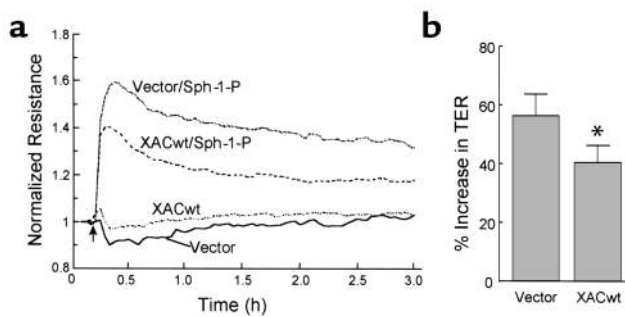 a
Normalized Resistance
1.8
1.6
1.4
1.2
1
0.8
Vector/Sph-1-P
XACwt/Sph-1-P
XACwt
Vector
0.5
1.0
1.5
2.0
2.5
3.0
Time (h)
b
% Increase in TER
80
60
40
20
0
*
Vector
XACwt